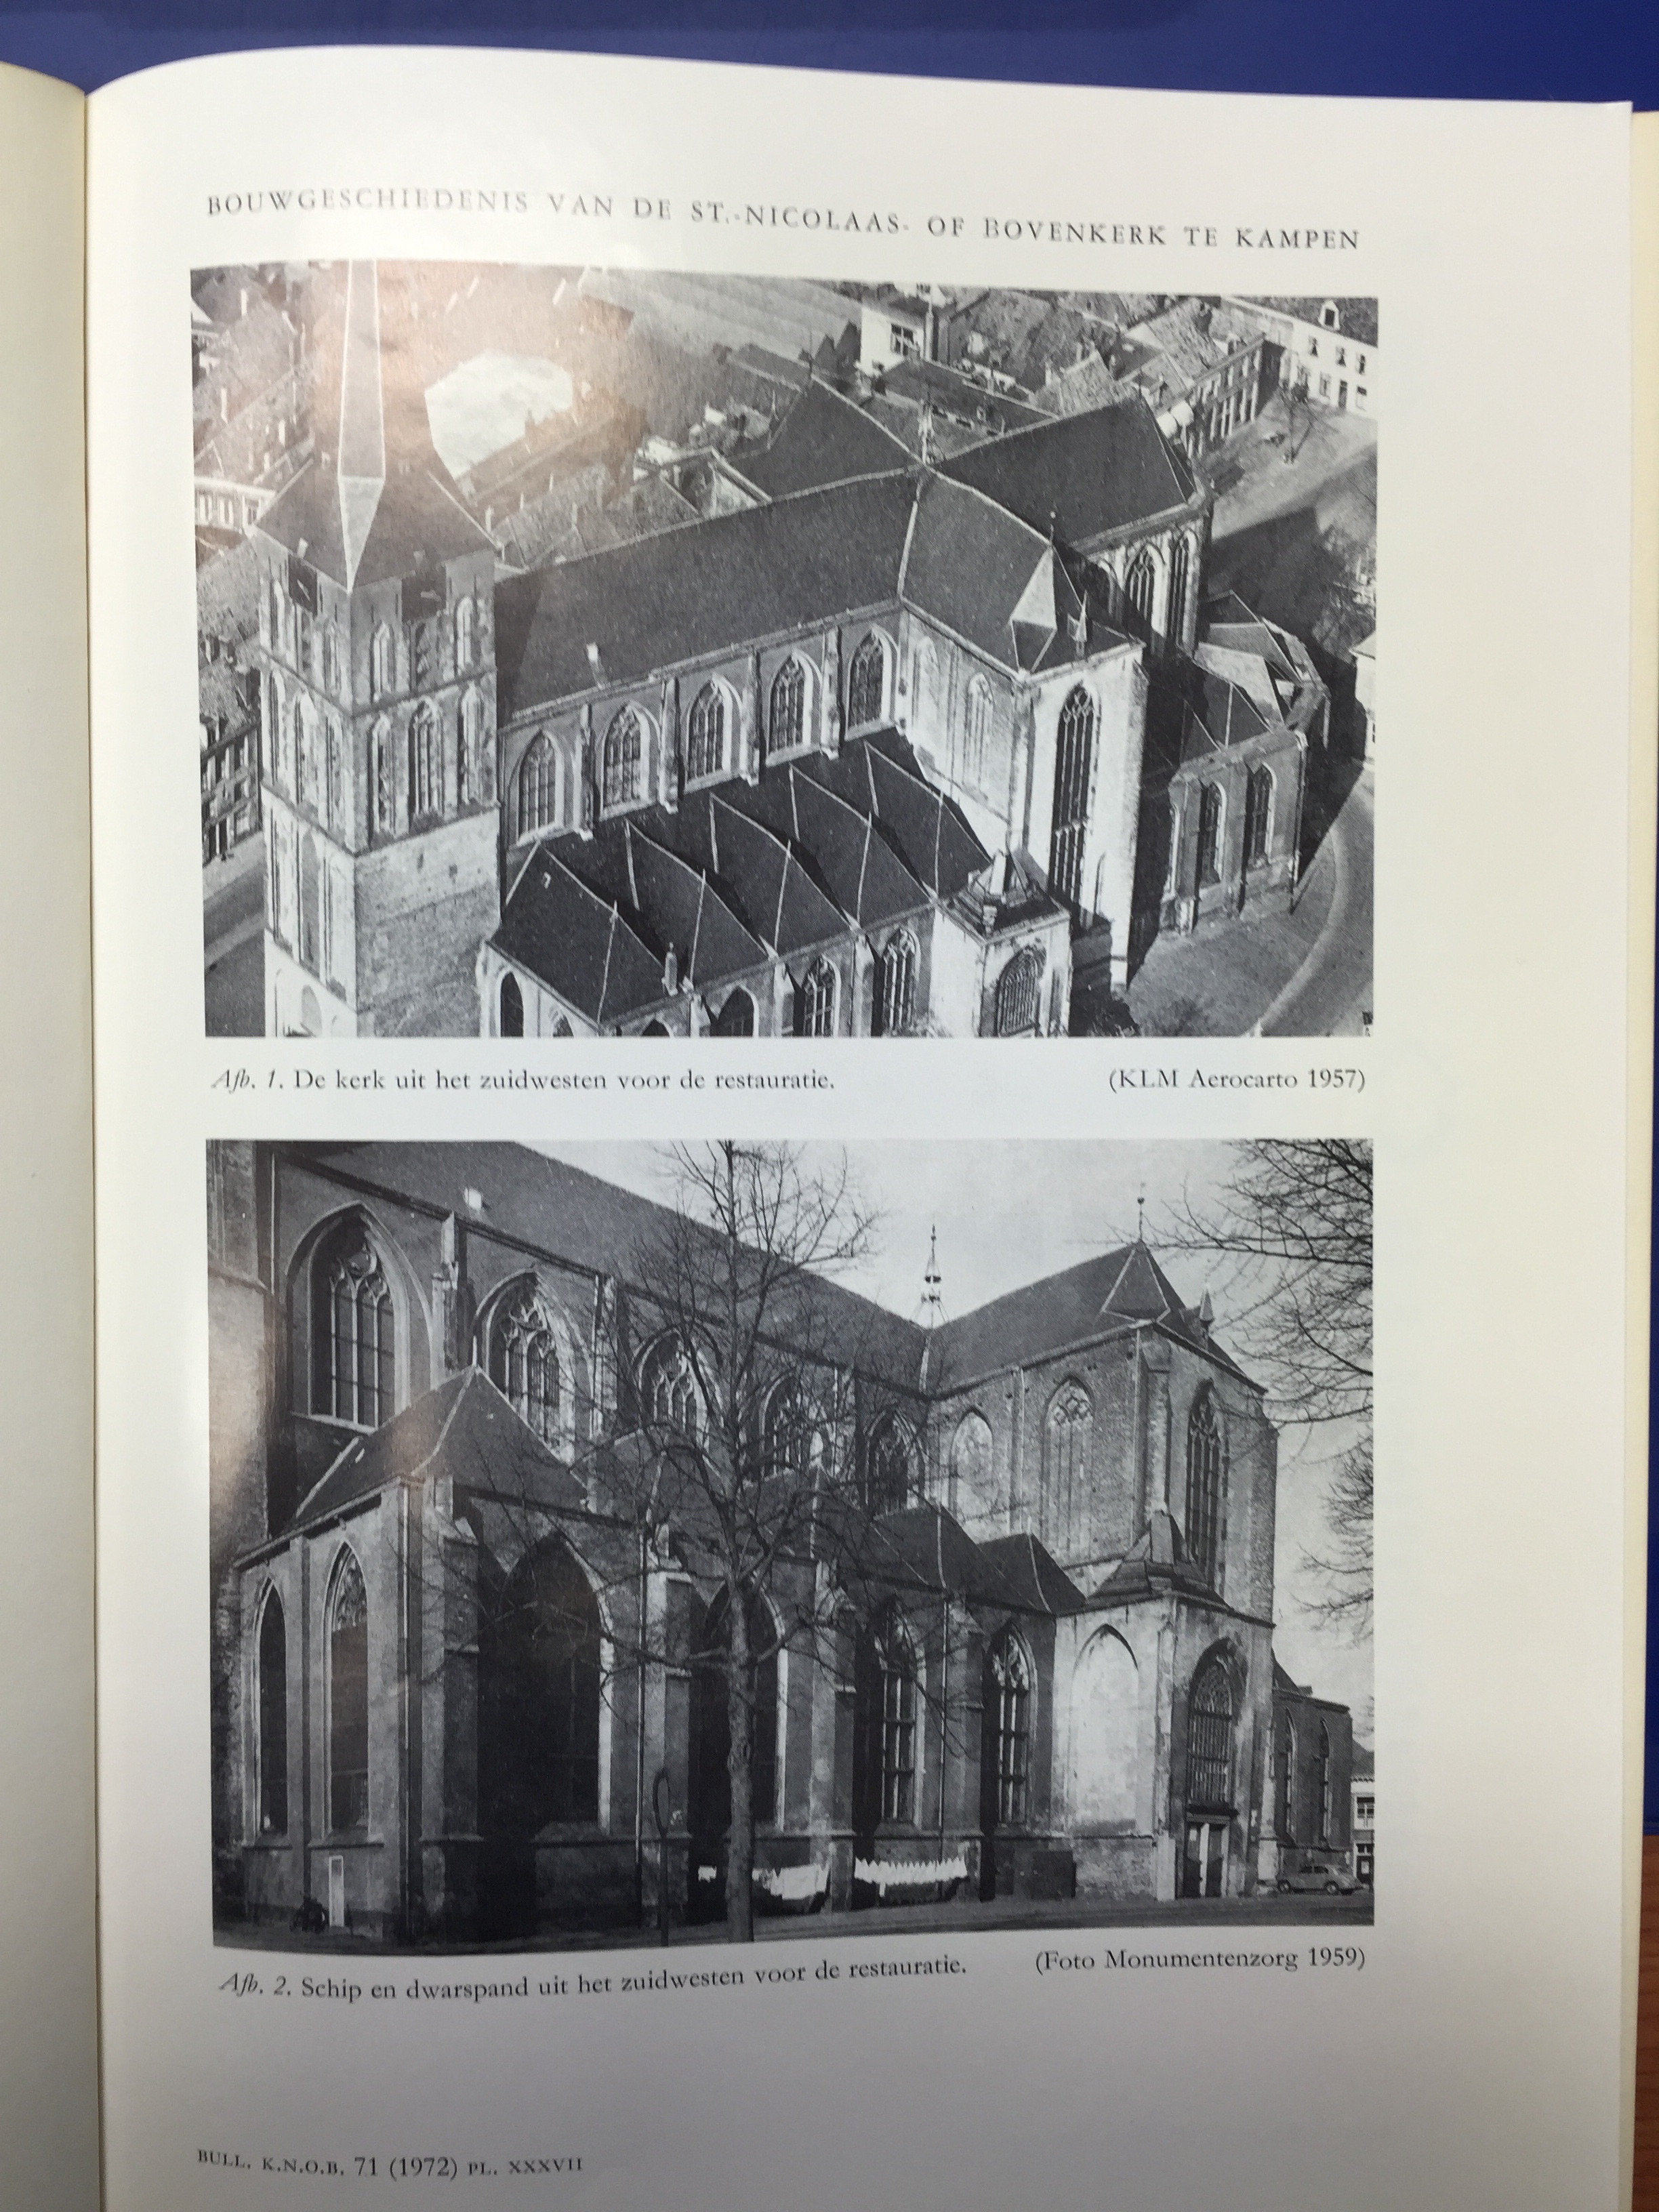 BOUWGESCHIEDENIS VAN DE ST.-NICOLAAS- OF BOVENKERK TE KAMPEN
Afb. 1. De kerk uit het zuidwesten voor de restauratie. (KLM Aerocarto 1957)
Afb. 2. Schip en dwarspand uit het zuidwesten voor de restauratie. (Foto Monumentenzorg 1959)
BULL. K.N.O.B. 71 (1972) PL. XXXVII